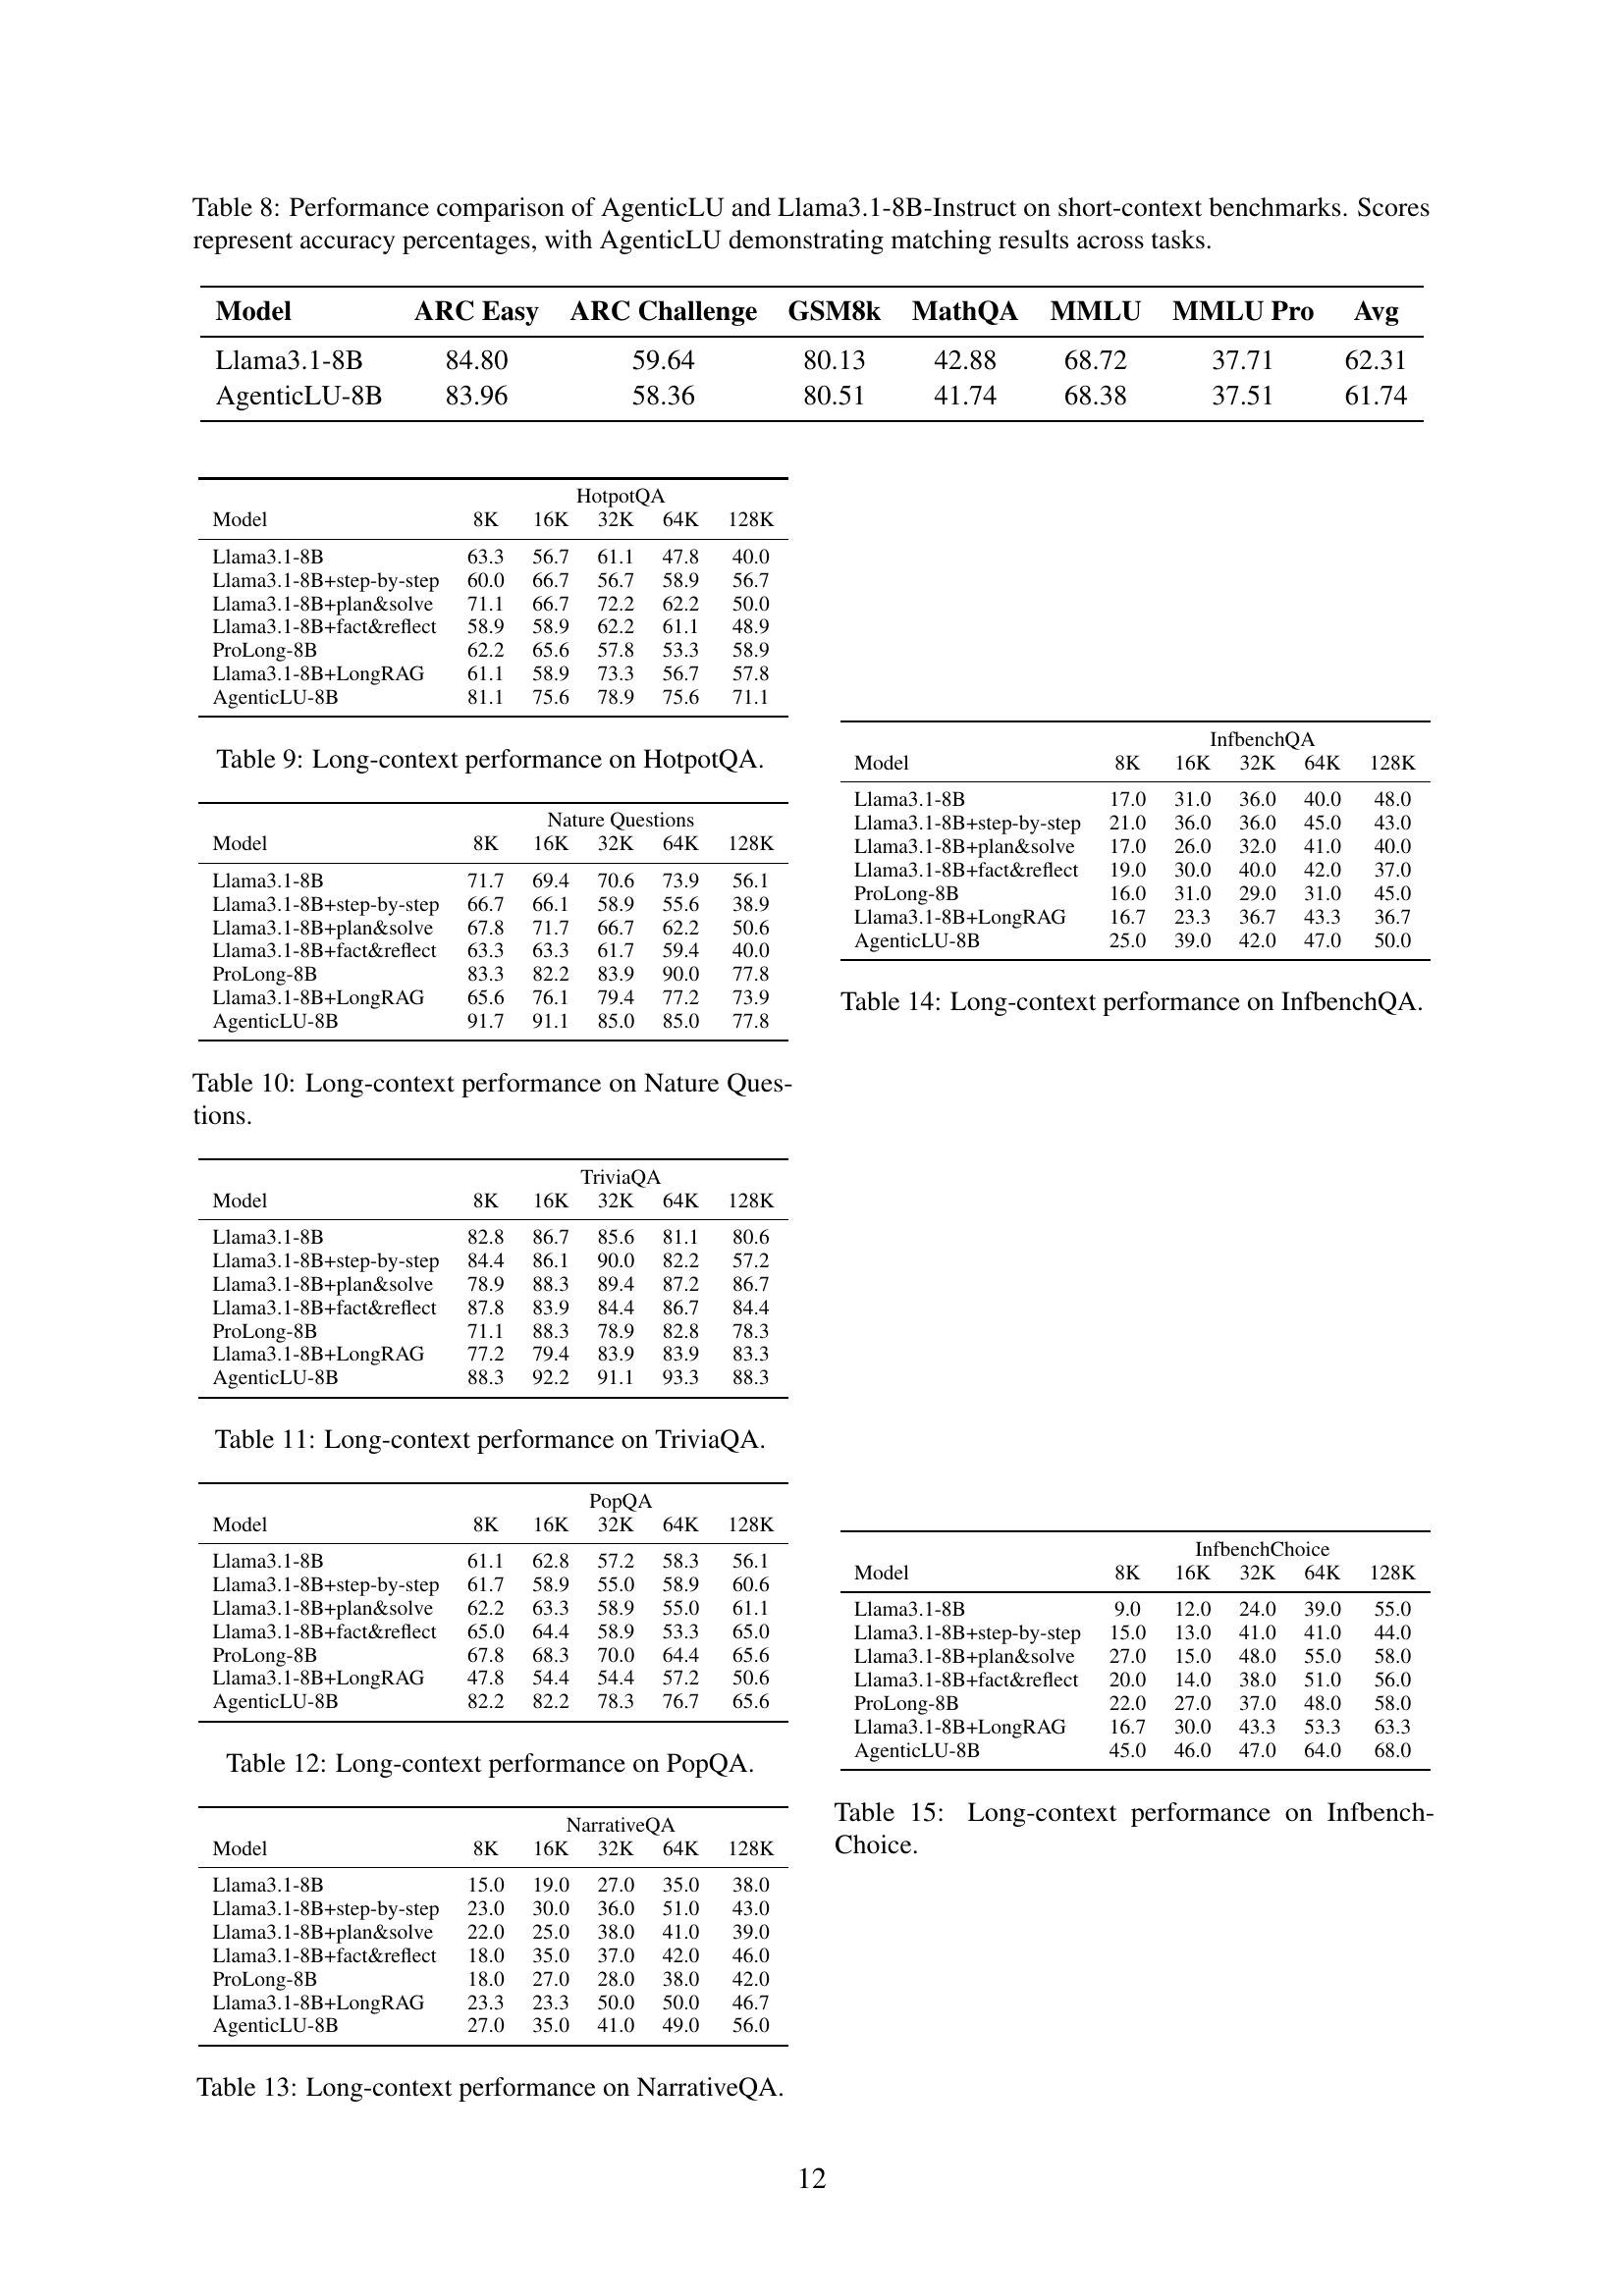 Table 8: Performance comparison of AgenticLU and Llama3.1-8B-Instruct on short-context benchmarks. Scores
represent accuracy percentages, with AgenticLU demonstrating matching results across tasks.
Model ARC Easy ARC Challenge GSM8k MathQA MMLU MMLU Pro Avg
Llama3.1-8B 84.80 59.64 80.13 42.88 68.72 37.71 62.31
AgenticLU-8B 83.96 58.36 80.51 41.74 68.38 37.51 61.74
HotpotQA
Model 8K 16K 32K 64K 128K
Llama3.1-8B 63.3 56.7 61.1 47.8 40.0
Llama3.1-8B+step-by-step 60.0 66.7 56.7 58.9 56.7
Llama3.1-8B+plan&solve 71.1 66.7 72.2 62.2 50.0
Llama3.1-8B+fact&reflect 58.9 58.9 62.2 61.1 48.9
ProLong-8B 62.2 65.6 57.8 53.3 58.9
Llama3.1-8B+LongRAG 61.1 58.9 73.3 56.7 57.8
AgenticLU-8B 81.1 75.6 78.9 75.6 71.1
Table 9: Long-context performance on HotpotQA.
Nature Questions
Model 8K 16K 32K 64K 128K
Llama3.1-8B 71.7 69.4 70.6 73.9 56.1
Llama3.1-8B+step-by-step 66.7 66.1 58.9 55.6 38.9
Llama3.1-8B+plan&solve 67.8 71.7 66.7 62.2 50.6
Llama3.1-8B+fact&reflect 63.3 63.3 61.7 59.4 40.0
ProLong-8B 83.3 82.2 83.9 90.0 77.8
Llama3.1-8B+LongRAG 65.6 76.1 79.4 77.2 73.9
AgenticLU-8B 91.7 91.1 85.0 85.0 77.8
Table 10: Long-context performance on Nature Ques-
tions.
TriviaQA
Model 8K 16K 32K 64K 128K
Llama3.1-8B 82.8 86.7 85.6 81.1 80.6
Llama3.1-8B+step-by-step 84.4 86.1 90.0 82.2 57.2
Llama3.1-8B+plan&solve 78.9 88.3 89.4 87.2 86.7
Llama3.1-8B+fact&reflect 87.8 83.9 84.4 86.7 84.4
ProLong-8B 71.1 88.3 78.9 82.8 78.3
Llama3.1-8B+LongRAG 77.2 79.4 83.9 83.9 83.3
AgenticLU-8B 88.3 92.2 91.1 93.3 88.3
Table 11: Long-context performance on TriviaQA.
PopQA
Model 8K 16K 32K 64K 128K
Llama3.1-8B 61.1 62.8 57.2 58.3 56.1
Llama3.1-8B+step-by-step 61.7 58.9 55.0 58.9 60.6
Llama3.1-8B+plan&solve 62.2 63.3 58.9 55.0 61.1
Llama3.1-8B+fact&reflect 65.0 64.4 58.9 53.3 65.0
ProLong-8B 67.8 68.3 70.0 64.4 65.6
Llama3.1-8B+LongRAG 47.8 54.4 54.4 57.2 50.6
AgenticLU-8B 82.2 82.2 78.3 76.7 65.6
Table 12: Long-context performance on PopQA.
NarrativeQA
Model 8K 16K 32K 64K 128K
Llama3.1-8B 15.0 19.0 27.0 35.0 38.0
Llama3.1-8B+step-by-step 23.0 30.0 36.0 51.0 43.0
Llama3.1-8B+plan&solve 22.0 25.0 38.0 41.0 39.0
Llama3.1-8B+fact&reflect 18.0 35.0 37.0 42.0 46.0
ProLong-8B 18.0 27.0 28.0 38.0 42.0
Llama3.1-8B+LongRAG 23.3 23.3 50.0 50.0 46.7
AgenticLU-8B 27.0 35.0 41.0 49.0 56.0
Table 13: Long-context performance on NarrativeQA.
InfbenchQA
Model 8K 16K 32K 64K 128K
Llama3.1-8B 17.0 31.0 36.0 40.0 48.0
Llama3.1-8B+step-by-step 21.0 36.0 36.0 45.0 43.0
Llama3.1-8B+plan&solve 17.0 26.0 32.0 41.0 40.0
Llama3.1-8B+fact&reflect 19.0 30.0 40.0 42.0 37.0
ProLong-8B 16.0 31.0 29.0 31.0 45.0
Llama3.1-8B+LongRAG 16.7 23.3 36.7 43.3 36.7
AgenticLU-8B 25.0 39.0 42.0 47.0 50.0
Table 14: Long-context performance on InfbenchQA.
InfbenchChoice
Model 8K 16K 32K 64K 128K
Llama3.1-8B 9.0 12.0 24.0 39.0 55.0
Llama3.1-8B+step-by-step 15.0 13.0 41.0 41.0 44.0
Llama3.1-8B+plan&solve 27.0 15.0 48.0 55.0 58.0
Llama3.1-8B+fact&reflect 20.0 14.0 38.0 51.0 56.0
ProLong-8B 22.0 27.0 37.0 48.0 58.0
Llama3.1-8B+LongRAG 16.7 30.0 43.3 53.3 63.3
AgenticLU-8B 45.0 46.0 47.0 64.0 68.0
Table 15: Long-context performance on Infbench-
Choice.
12